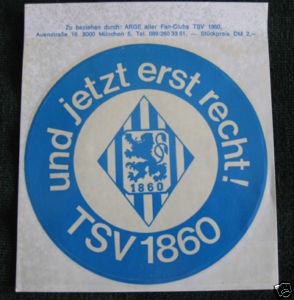 Zu beziehen durch: ARGE aller Fan-Clubs TSV 1860,
Auenstraße 16 8000 München 5, Tel. 089/260 33 51. — Stückpreis DM 2,–
und jetzt erst recht!
1860
TSV 1860